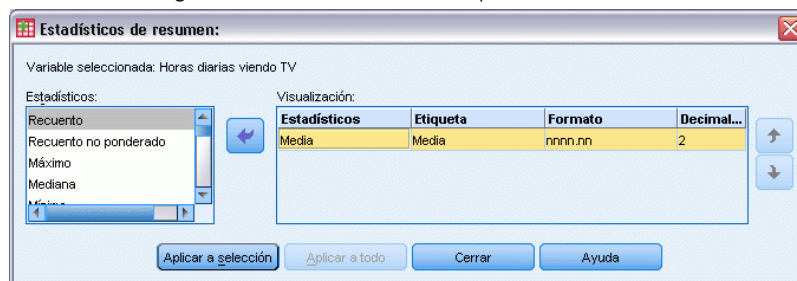 Estadísticos de resumen:
Variable seleccionada: Horas diarias viendo TV
Estadísticos:
Visualización:
Recuento
Recuento no ponderado
Máximo
Mediana
Mínimo
Estadísticos Etiqueta Formato Decimal...
Media Media nnnn.nn 2
Aplicar a selección Aplicar a todo Cerrar Ayuda